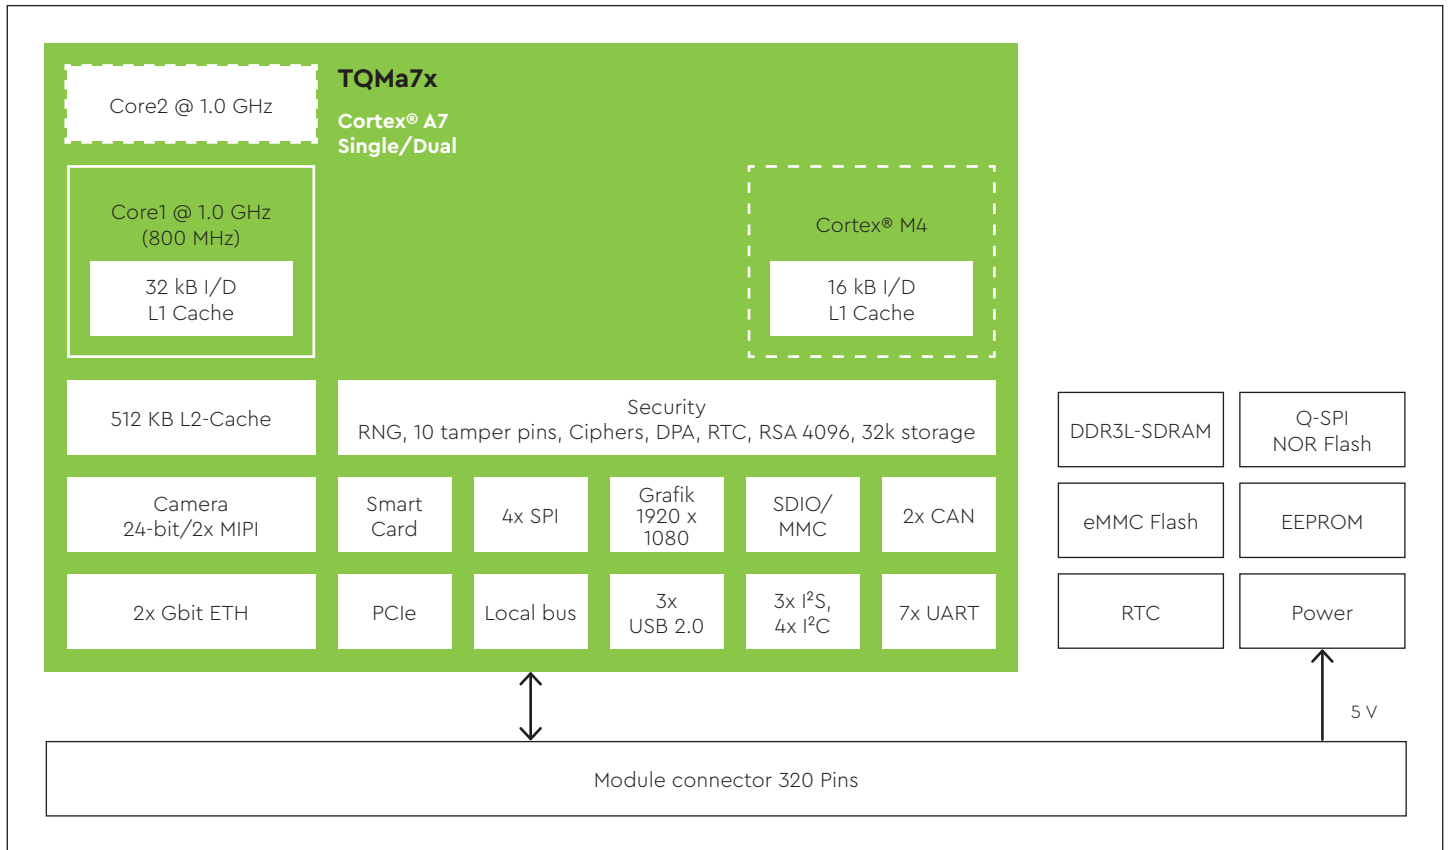 TQMa7x
Core2 @ 1.0 GHz
Cortex® A7
Single/Dual
Core1 @ 1.0 GHz
(800 MHz)
32 kB I/D
L1 Cache
Cortex® M4
16 kB I/D
L1 Cache
512 KB L2-Cache
Security
RNG, 10 tamper pins, Ciphers, DPA, RTC, RSA 4096, 32k storage
DDR3L-SDRAM
Q-SPI
NOR Flash
Camera
24-bit/2x MIPI
Smart
Card
4x SPI
Grafik
1920 x
1080
SDIO/
MMC
2x CAN
eMMC Flash
EEPROM
2x Gbit ETH
PCIe
Local bus
3x
USB 2.0
3x I²S,
4x I²C
7x UART
RTC
Power
5 V
Module connector 320 Pins